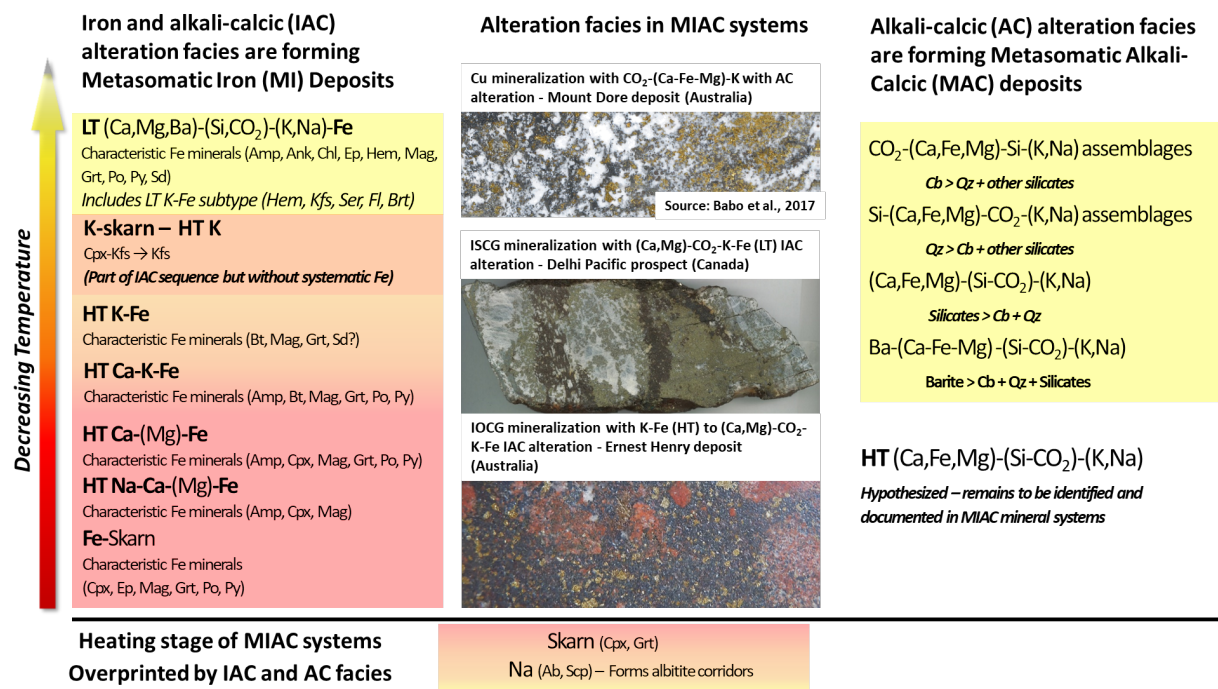 Iron and alkali-calcic (IAC)
alteration facies are forming
Metasomatic Iron (MI) Deposits
Decreasing Temperature
LT (Ca,Mg,Ba)-(Si,CO₂)-(K,Na)-Fe
Characteristic Fe minerals (Amp, Ank, Chl, Ep, Hem, Mag,
Grt, Po, Py, Sd)
Includes LT K-Fe subtype (Hem, Kfs, Ser, Fl, Brt)
K-skarn – HT K
Cpx-Kfs → Kfs
(Part of IAC sequence but without systematic Fe)
HT K-Fe
Characteristic Fe minerals (Bt, Mag, Grt, Sd?)
HT Ca-K-Fe
Characteristic Fe minerals (Amp, Bt, Mag, Grt, Po, Py)
HT Ca-(Mg)-Fe
Characteristic Fe minerals (Amp, Cpx, Mag, Grt, Po, Py)
HT Na-Ca-(Mg)-Fe
Characteristic Fe minerals (Amp, Cpx, Mag)
Fe-Skarn
Characteristic Fe minerals
(Cpx, Ep, Mag, Grt, Po, Py)
Alteration facies in MIAC systems
Cu mineralization with CO₂-(Ca-Fe-Mg)-K with AC
alteration - Mount Dore deposit (Australia)
Source: Babo et al., 2017
ISCG mineralization with (Ca,Mg)-CO₂-K-Fe (LT) IAC
alteration - Delhi Pacific prospect (Canada)
IOCG mineralization with K-Fe (HT) to (Ca,Mg)-CO₂-
K-Fe IAC alteration - Ernest Henry deposit
(Australia)
Alkali-calcic (AC) alteration facies
are forming Metasomatic Alkali-
Calcic (MAC) deposits
CO₂-(Ca,Fe,Mg)-Si-(K,Na) assemblages
Cb > Qz + other silicates
Si-(Ca,Fe,Mg)-CO₂-(K,Na) assemblages
Qz > Cb + other silicates
(Ca,Fe,Mg)-(Si-CO₂)-(K,Na)
Silicates > Cb + Qz
Ba-(Ca-Fe-Mg) -(Si-CO₂)-(K,Na)
Barite > Cb + Qz + Silicates
HT (Ca,Fe,Mg)-(Si-CO₂)-(K,Na)
Hypothesized – remains to be identified and
documented in MIAC mineral systems
Heating stage of MIAC systems
Overprinted by IAC and AC facies
Skarn (Cpx, Grt)
Na (Ab, Scp) – Forms albitite corridors